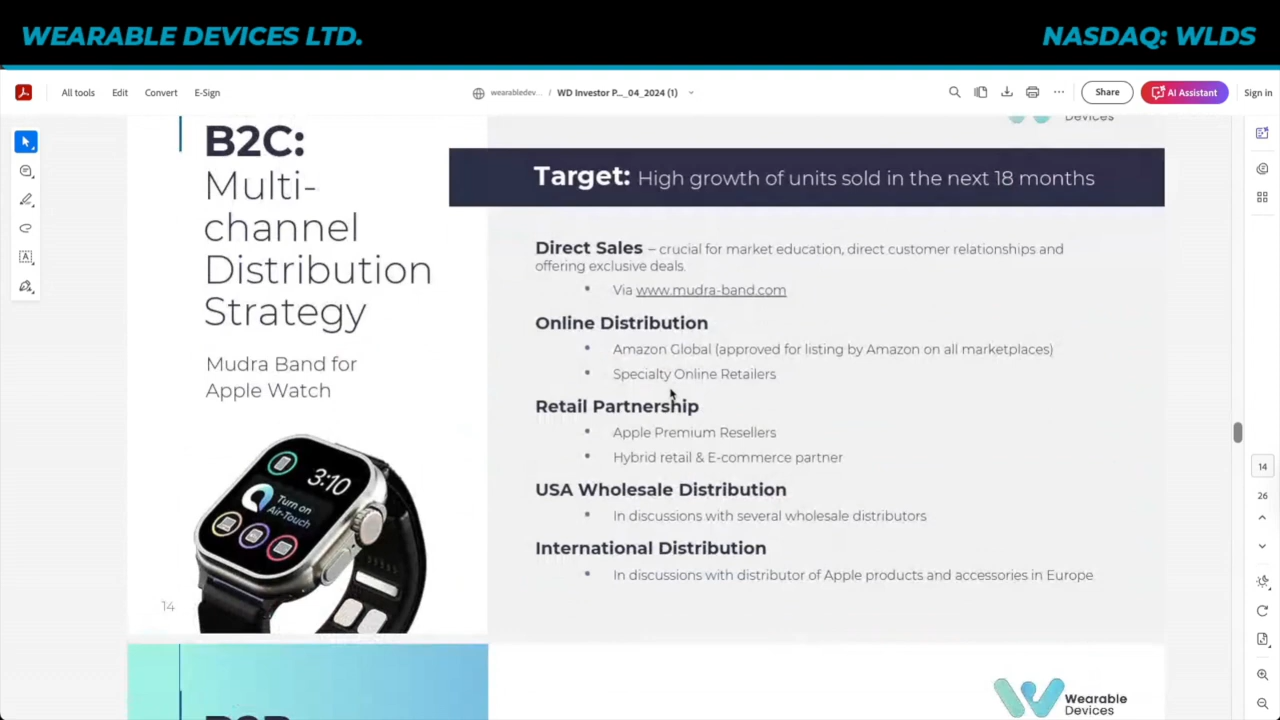 WEARABLE DEVICES LTD.
NASDAQ: WLDS
All tools
Edit
Convert
E-Sign
wearabledev...
/
WD Investor P..._04_2024 (1)
Share
AI Assistant
Sign in
Devices
B2C:
Multi-
channel
Distribution
Strategy
Mudra Band for
Apple Watch
3:10
Turn on
Air-Touch
14
Target: High growth of units sold in the next 18 months
Direct Sales – crucial for market education, direct customer relationships and
offering exclusive deals.
• Via www.mudra-band.com
Online Distribution
• Amazon Global (approved for listing by Amazon on all marketplaces)
• Specialty Online Retailers
Retail Partnership
• Apple Premium Resellers
• Hybrid retail & E-commerce partner
USA Wholesale Distribution
• In discussions with several wholesale distributors
International Distribution
• In discussions with distributor of Apple products and accessories in Europe
14
26
Wearable
Devices